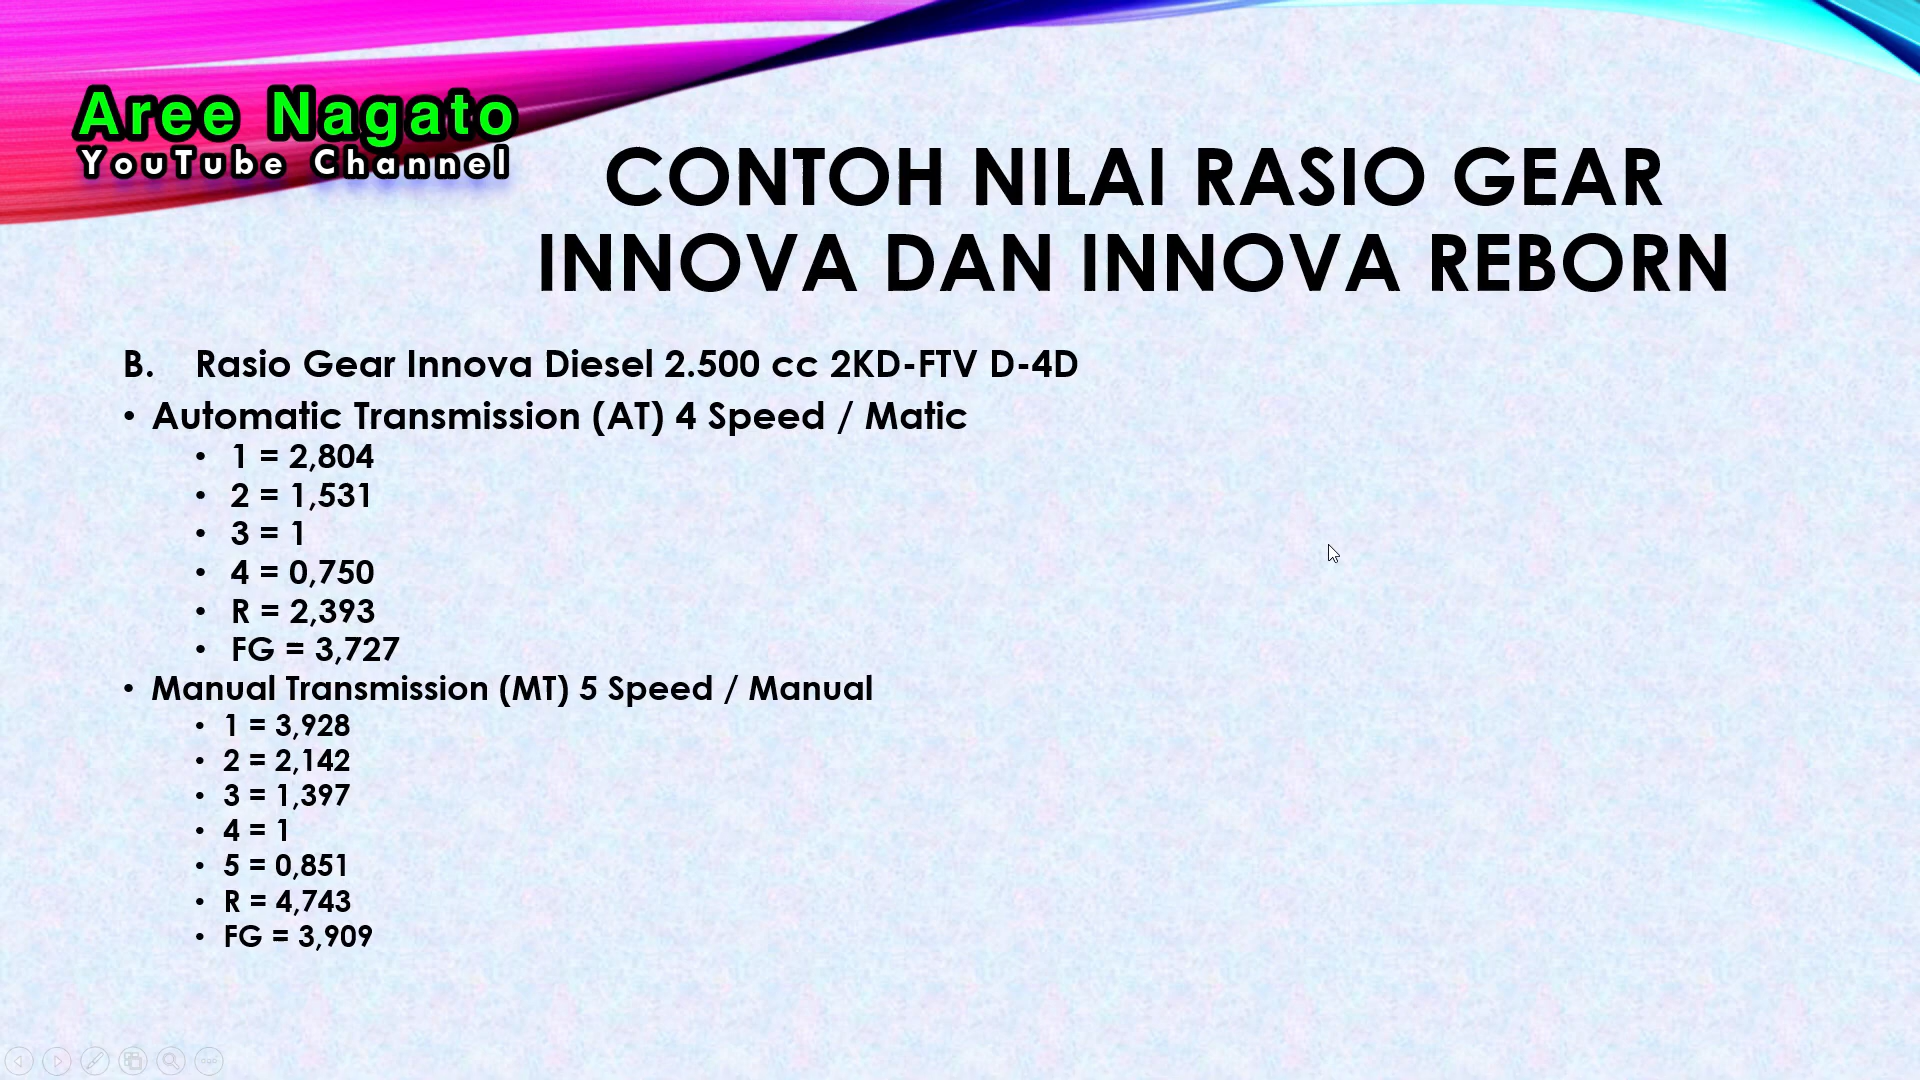 Aree Nagato
YouTube Channel
CONTOH NILAI RASIO GEAR
INNOVA DAN INNOVA REBORN
B. Rasio Gear Innova Diesel 2.500 cc 2KD-FTV D-4D
• Automatic Transmission (AT) 4 Speed / Matic
• 1 = 2,804
• 2 = 1,531
• 3 = 1
• 4 = 0,750
• R = 2,393
• FG = 3,727
• Manual Transmission (MT) 5 Speed / Manual
• 1 = 3,928
• 2 = 2,142
• 3 = 1,397
• 4 = 1
• 5 = 0,851
• R = 4,743
• FG = 3,909